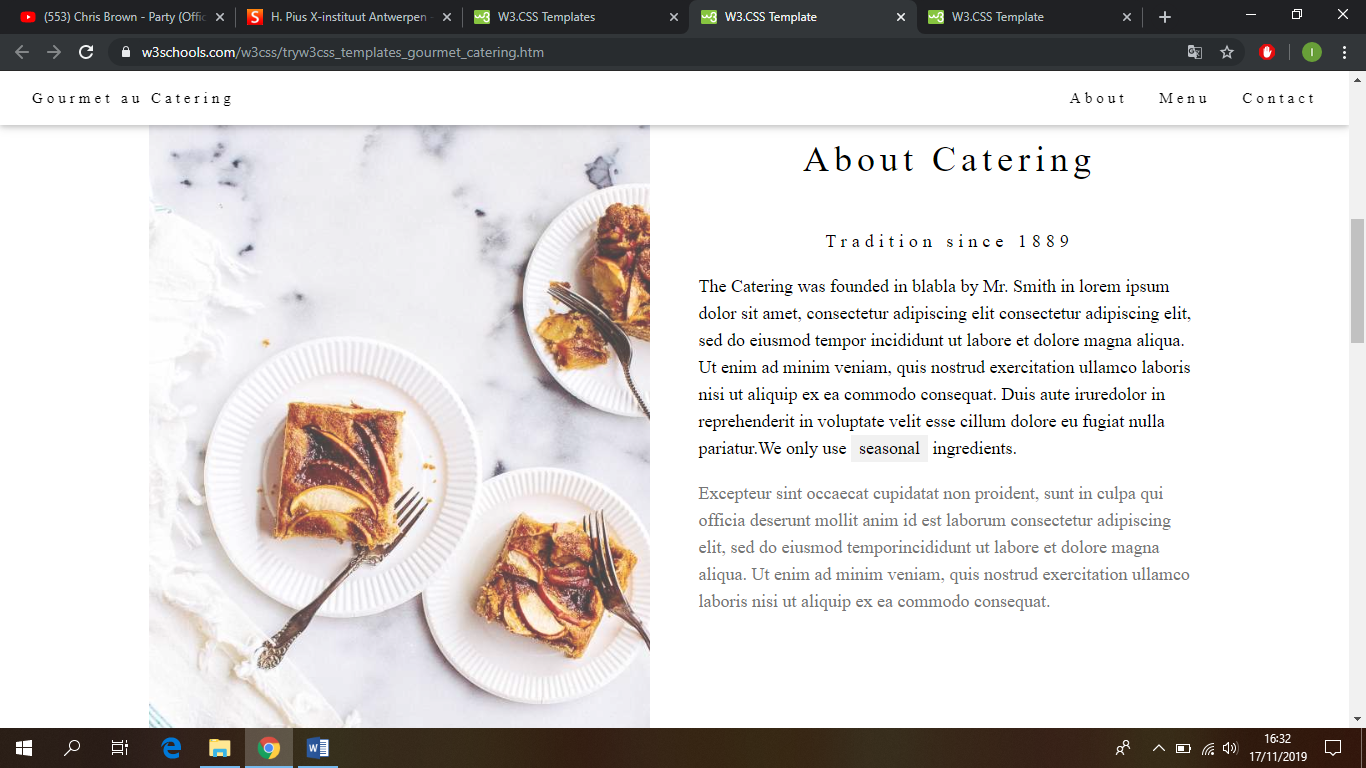 (553) Chris Brown - Party (Offic
H. Pius X-instituut Antwerpen
W3.CSS Templates
W3.CSS Template
W3.CSS Template
w3schools.com/w3css/tryw3css_templates_gourmet_catering.htm
I
Gourmet au Catering
About Menu Contact
About Catering
Tradition since 1889
The Catering was founded in blabla by Mr. Smith in lorem ipsum
dolor sit amet, consectetur adipiscing elit consectetur adipiscing elit,
sed do eiusmod tempor incididunt ut labore et dolore magna aliqua.
Ut enim ad minim veniam, quis nostrud exercitation ullamco laboris
nisi ut aliquip ex ea commodo consequat. Duis aute iruredolor in
reprehenderit in voluptate velit esse cillum dolore eu fugiat nulla
pariatur.We only use seasonal ingredients.
Excepteur sint occaecat cupidatat non proident, sunt in culpa qui
officia deserunt mollit anim id est laborum consectetur adipiscing
elit, sed do eiusmod temporincididunt ut labore et dolore magna
aliqua. Ut enim ad minim veniam, quis nostrud exercitation ullamco
laboris nisi ut aliquip ex ea commodo consequat.
16:32
17/11/2019